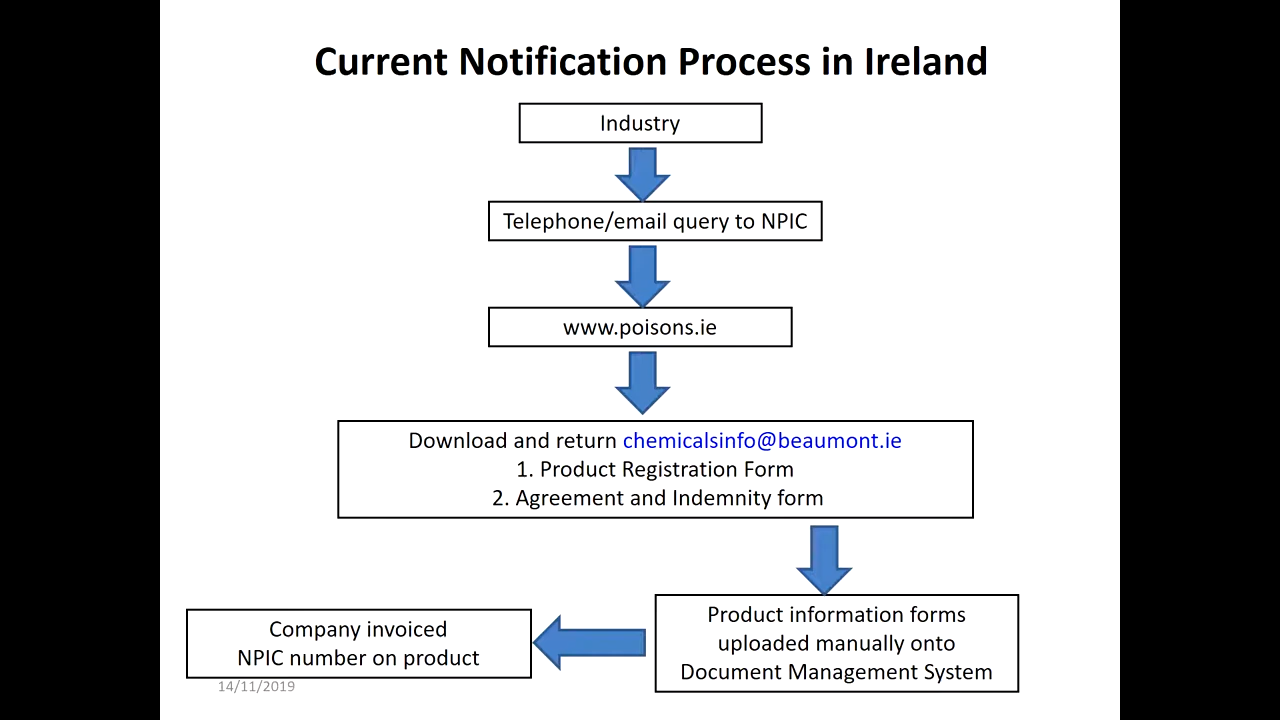 Current Notification Process in Ireland
Industry
Telephone/email query to NPIC
www.poisons.ie
Download and return chemicalsinfo@beaumont.ie
1. Product Registration Form
2. Agreement and Indemnity form
Product information forms
uploaded manually onto
Document Management System
Company invoiced
NPIC number on product
14/11/2019